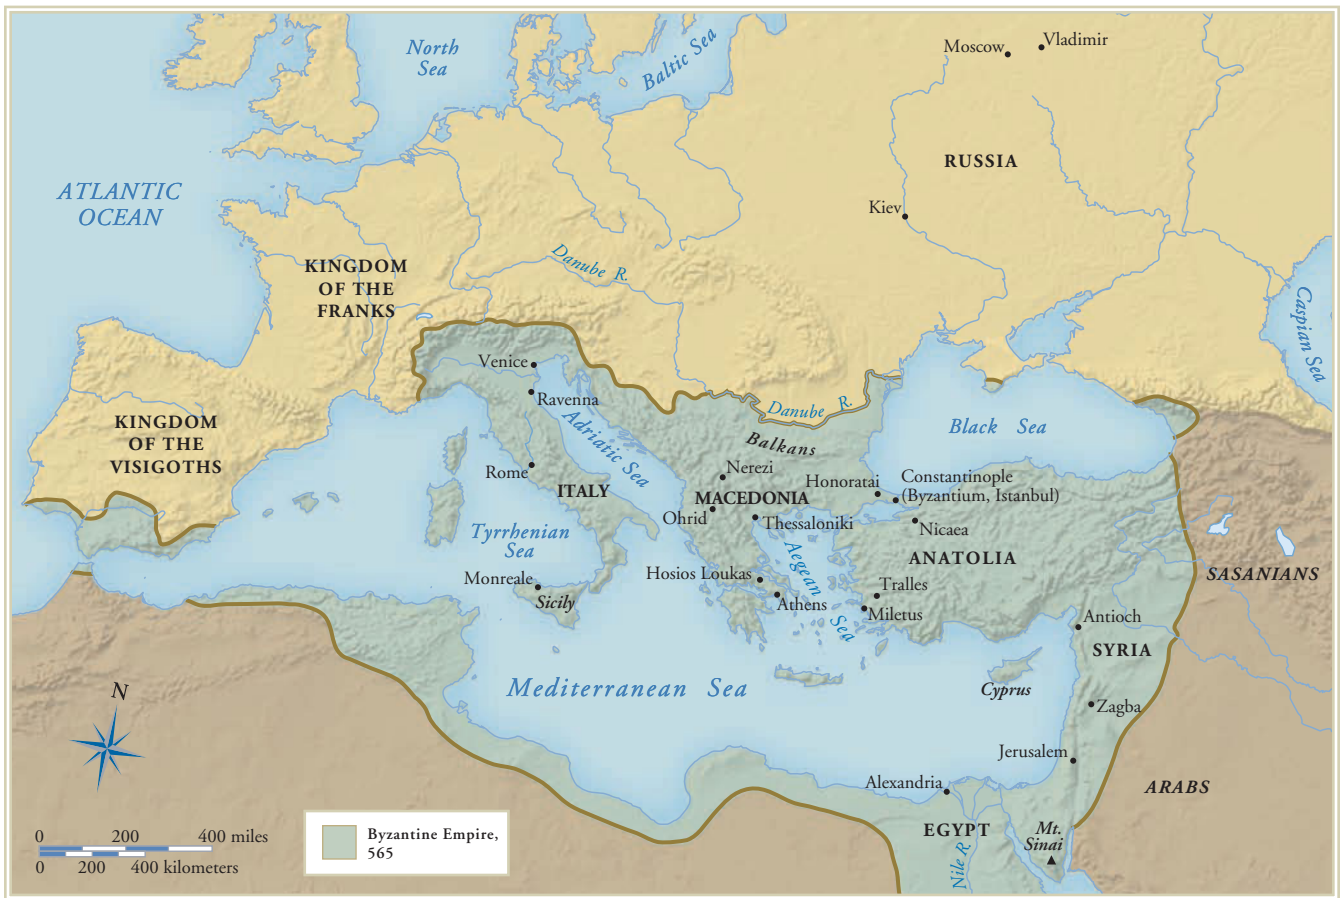 North
Sea
Baltic Sea
Moscow
Vladimir
RUSSIA
ATLANTIC
OCEAN
Kiev
KINGDOM
OF THE
FRANKS
Danube R.
Caspian Sea
Venice
Ravenna
Danube R.
Adriatic Sea
Balkans
Black Sea
KINGDOM
OF THE
VISIGOTHS
Rome
ITALY
Nerezi
MACEDONIA
Honoratai
Constantinople
(Byzantium, Istanbul)
Ohrid
Thessaloniki
Nicaea
Tyrrhenian
Sea
Aegean Sea
ANATOLIA
SASANIANS
Monreale
Sicily
Hosios Loukas
Athens
Tralles
Miletus
Antioch
SYRIA
N
Mediterranean Sea
Cyprus
Zagba
Jerusalem
Alexandria
ARABS
EGYPT
Mt.
Sinai
Nile R.
0 200 400 miles
0 200 400 kilometers
Byzantine Empire,
565